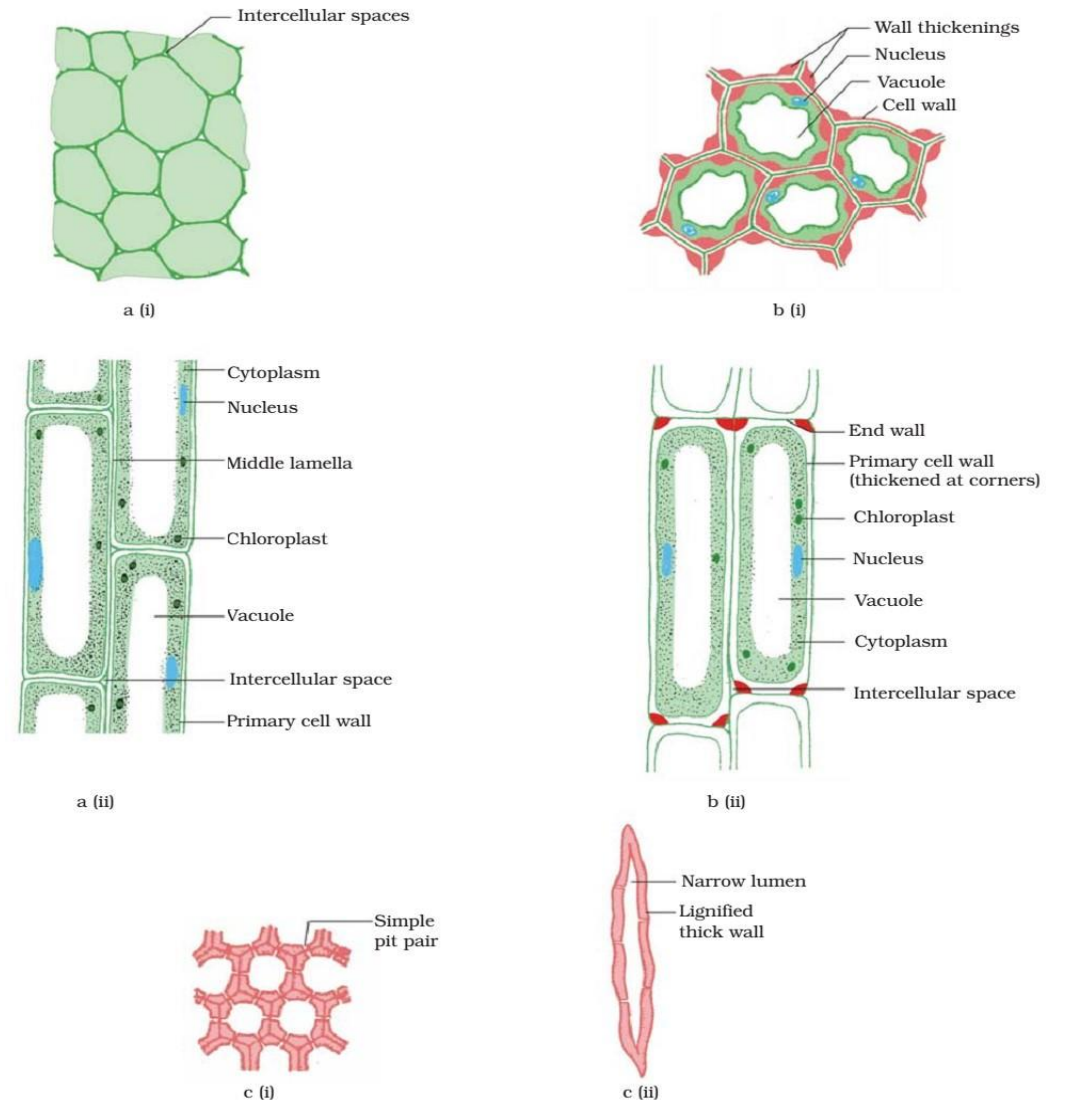 Intercellular spaces
a (i)
Wall thickenings
Nucleus
Vacuole
Cell wall
b (i)
Cytoplasm
Nucleus
Middle lamella
Chloroplast
Vacuole
Intercellular space
Primary cell wall
a (ii)
End wall
Primary cell wall
(thickened at corners)
Chloroplast
Nucleus
Vacuole
Cytoplasm
Intercellular space
b (ii)
Simple
pit pair
c (i)
Narrow lumen
Lignified
thick wall
c (ii)